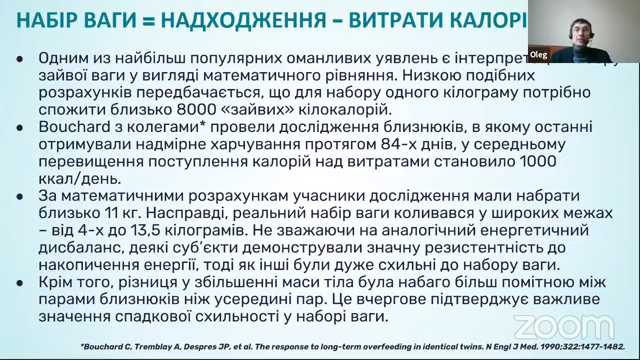 НАБІР ВАГИ = НАДХОДЖЕННЯ – ВИТРАТИ КАЛОРІ
Oleg
• Одним из найбільш популярних оманливих уявлень є
зайвої ваги у вигляді математичного рівняння. Низкою подібних
розрахунків передбачається, що для набору одного кілограму потрібно
спожити близько 8000 «зайвих» кілокалорій.
• Bouchard з колегами* провели дослідження близнюків, в якому останні
отримували надмірне харчування протягом 84-х днів, у середньому
перевищення поступлення калорій над витратами становило 1000
ккал/день.
• За математичними розрахункам учасники дослідження мали набрати
близько 11 кг. Насправді, реальний набір ваги коливався у широких межах
– від 4-х до 13,5 кілограмів. Не зважаючи на аналогічний енергетичний
дисбаланс, деякі суб’єкти демонстрували значну резистентність до
накопичення енергії, тоді як інші були дуже схильні до набору ваги.
• Крім того, різниця у збільшенні маси тіла була набаго більш помітною між
парами близнюків ніж усередині пар. Це вчергове підтверджує важливе
значення спадкової схильності у наборі ваги.
zoom
*Bouchard C, Tremblay A, Despres JP, et al. The response to long-term overfeeding in identical twins. N Engl J Med. 1990;322:1477-1482.